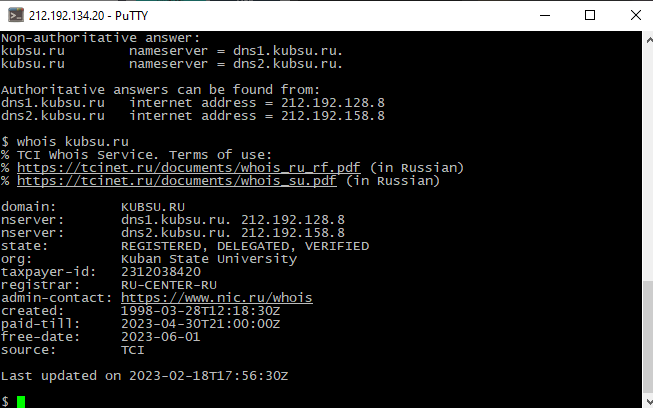 212.192.134.20 - PuTTY
Non-authoritative answer:
kubsu.ru        nameserver = dns1.kubsu.ru.
kubsu.ru        nameserver = dns2.kubsu.ru.

Authoritative answers can be found from:
dns1.kubsu.ru   internet address = 212.192.128.8
dns2.kubsu.ru   internet address = 212.192.158.8

$ whois kubsu.ru
% TCI Whois Service. Terms of use:
% https://tcinet.ru/documents/whois_ru_rf.pdf (in Russian)
% https://tcinet.ru/documents/whois_su.pdf (in Russian)

domain:        KUBSU.RU
nserver:       dns1.kubsu.ru. 212.192.128.8
nserver:       dns2.kubsu.ru. 212.192.158.8
state:         REGISTERED, DELEGATED, VERIFIED
org:           Kuban State University
taxpayer-id:   2312038420
registrar:     RU-CENTER-RU
admin-contact: https://www.nic.ru/whois
created:       1998-03-28T12:18:30Z
paid-till:     2023-04-30T21:00:00Z
free-date:     2023-06-01
source:        TCI

Last updated on 2023-02-18T17:56:30Z

$